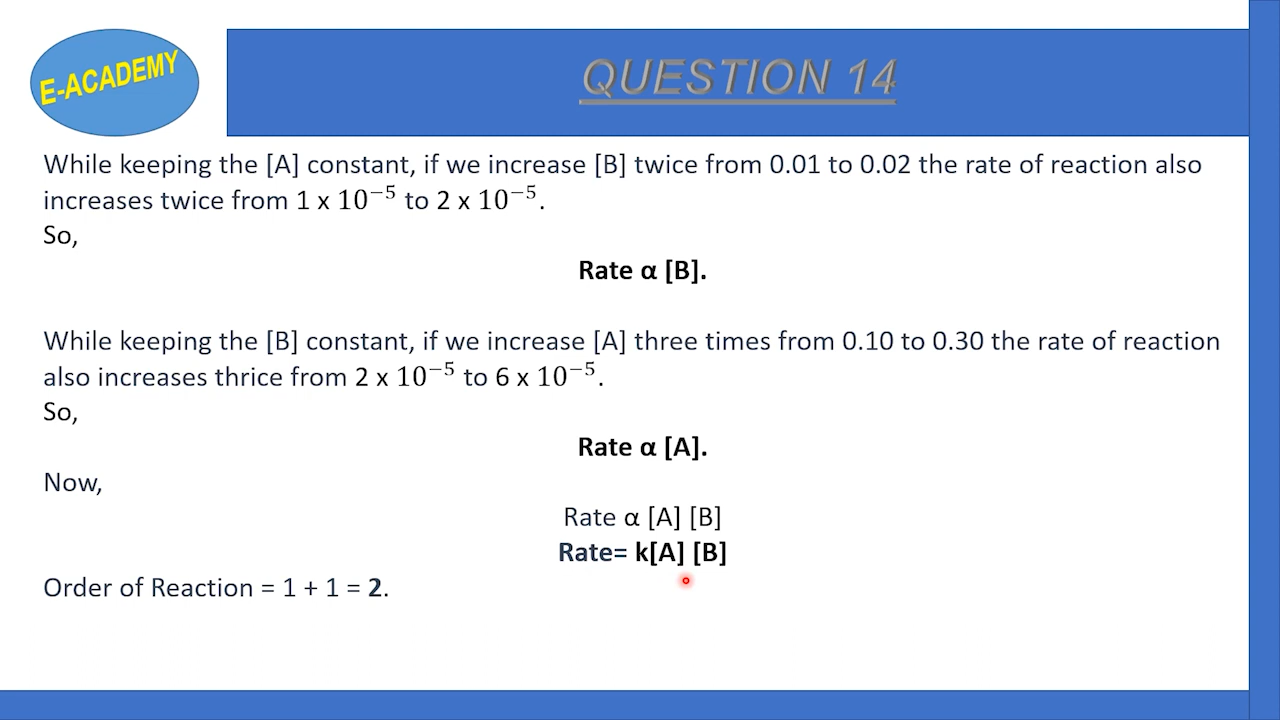 E-ACADEMY
QUESTION 14
While keeping the [A] constant, if we increase [B] twice from 0.01 to 0.02 the rate of reaction also
increases twice from 1 x 10⁻⁵ to 2 x 10⁻⁵.
So,
Rate α [B].
While keeping the [B] constant, if we increase [A] three times from 0.10 to 0.30 the rate of reaction
also increases thrice from 2 x 10⁻⁵ to 6 x 10⁻⁵.
So,
Rate α [A].
Now,
Rate α [A] [B]
Rate= k[A] [B]
Order of Reaction = 1 + 1 = 2.